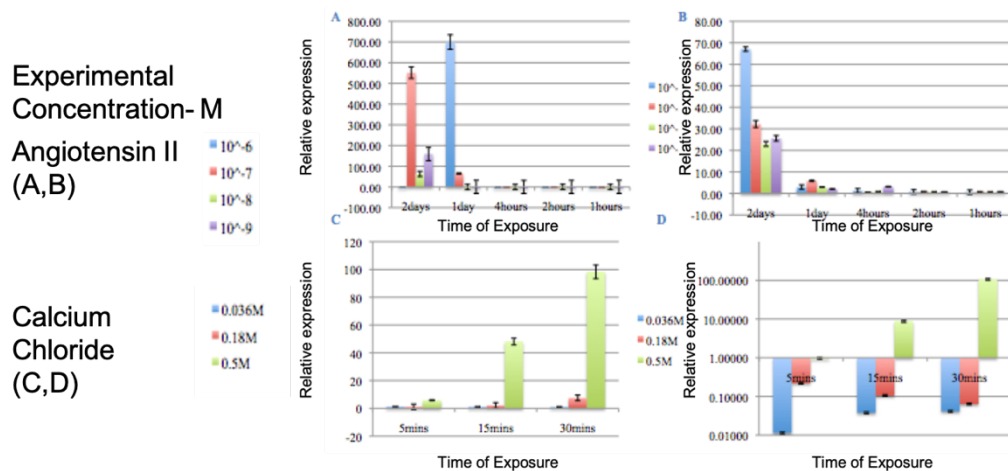 Experimental
Concentration- M
Angiotensin II
(A,B)
10^-6
10^-7
10^-8
10^-9
Calcium
Chloride
(C,D)
0.036M
0.18M
0.5M
A
Relative expression
800.00
700.00
600.00
500.00
400.00
300.00
200.00
100.00
0.00
-100.00
2days 1day 4hours 2hours 1hours
Time of Exposure
10^-
10^-
10^-
10^-
B
Relative expression
80.00
70.00
60.00
50.00
40.00
30.00
20.00
10.00
0.00
-10.00
2days 1day 4hours 2hours 1hours
Time of Exposure
C
Relative expression
120
100
80
60
40
20
0
-20
5mins 15mins 30mins
Time of Exposure
0.036M
0.18M
0.5M
D
Relative expression
100.00000
10.00000
1.00000
0.10000
0.01000
5mins 15mins 30mins
Time of Exposure